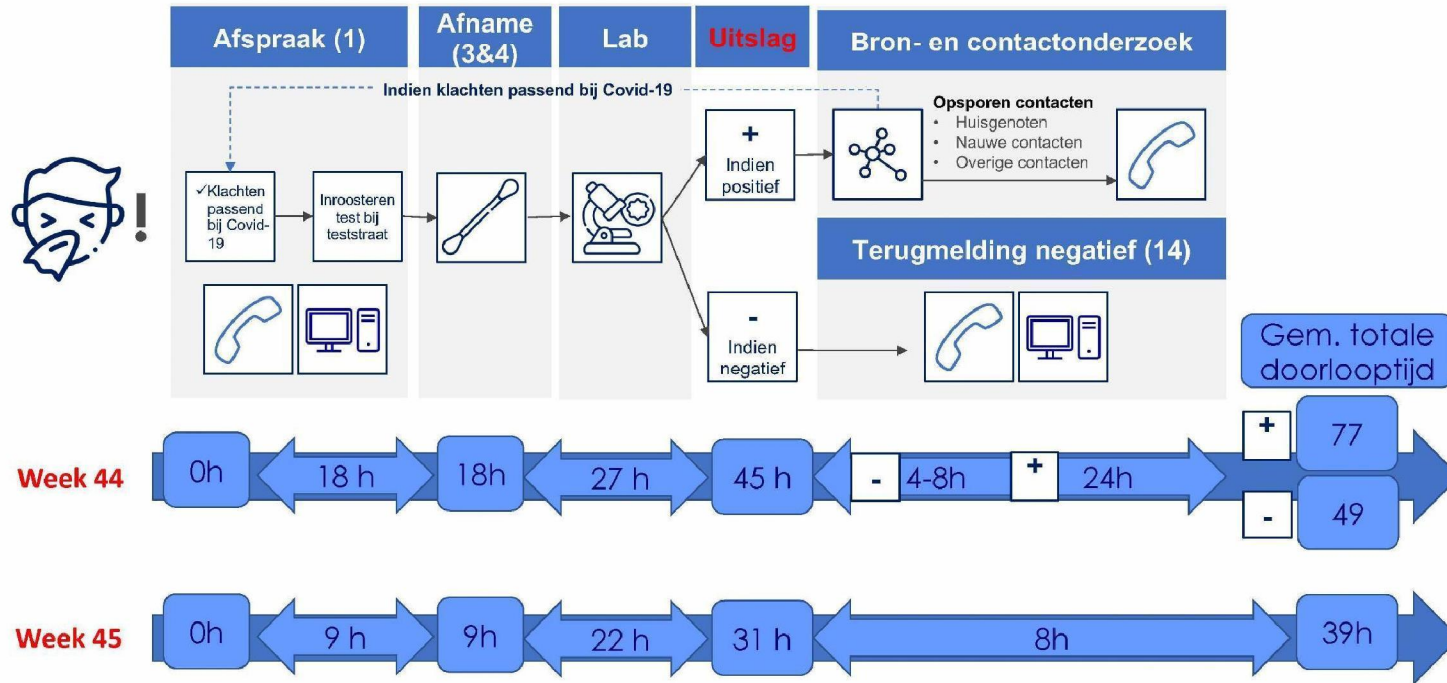 Afspraak (1)
Afname
(3&4)
Lab
Uitslag
Bron- en contactonderzoek
Indien klachten passend bij Covid-19
✓Klachten
passend
bij Covid-
19
Inroosteren
test bij
teststraat
+
Indien
positief
Opsporen contacten
• Huisgenoten
• Nauwe contacten
• Overige contacten
!
Terugmelding negatief (14)
-
Indien
negatief
Gem. totale
doorlooptijd
Week 44
0h
18 h
18h
27 h
45 h
-
4-8h
+
24h
+
77
-
49
Week 45
0h
9 h
9h
22 h
31 h
8h
39h